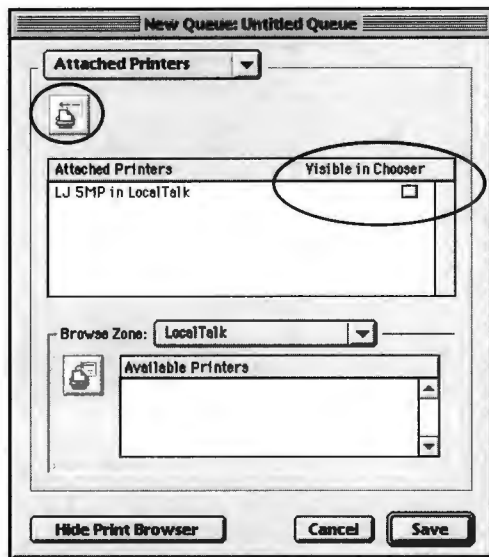 New Queue: Untitled Queue
Attached Printers
Attached Printers Visible in Chooser
LJ 5MP in LocalTalk
Browse Zone: LocalTalk
Available Printers
Hide Print Browser Cancel Save